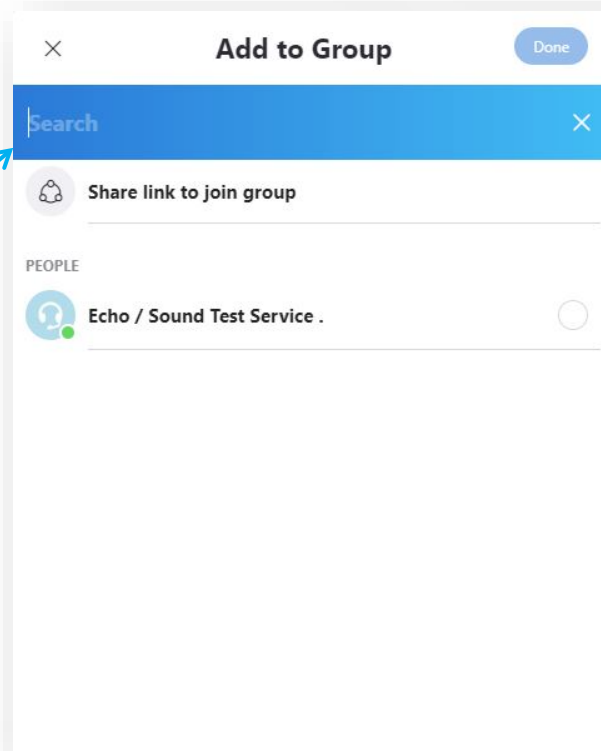 Add to Group
Done
Search
Share link to join group
PEOPLE
Echo / Sound Test Service .